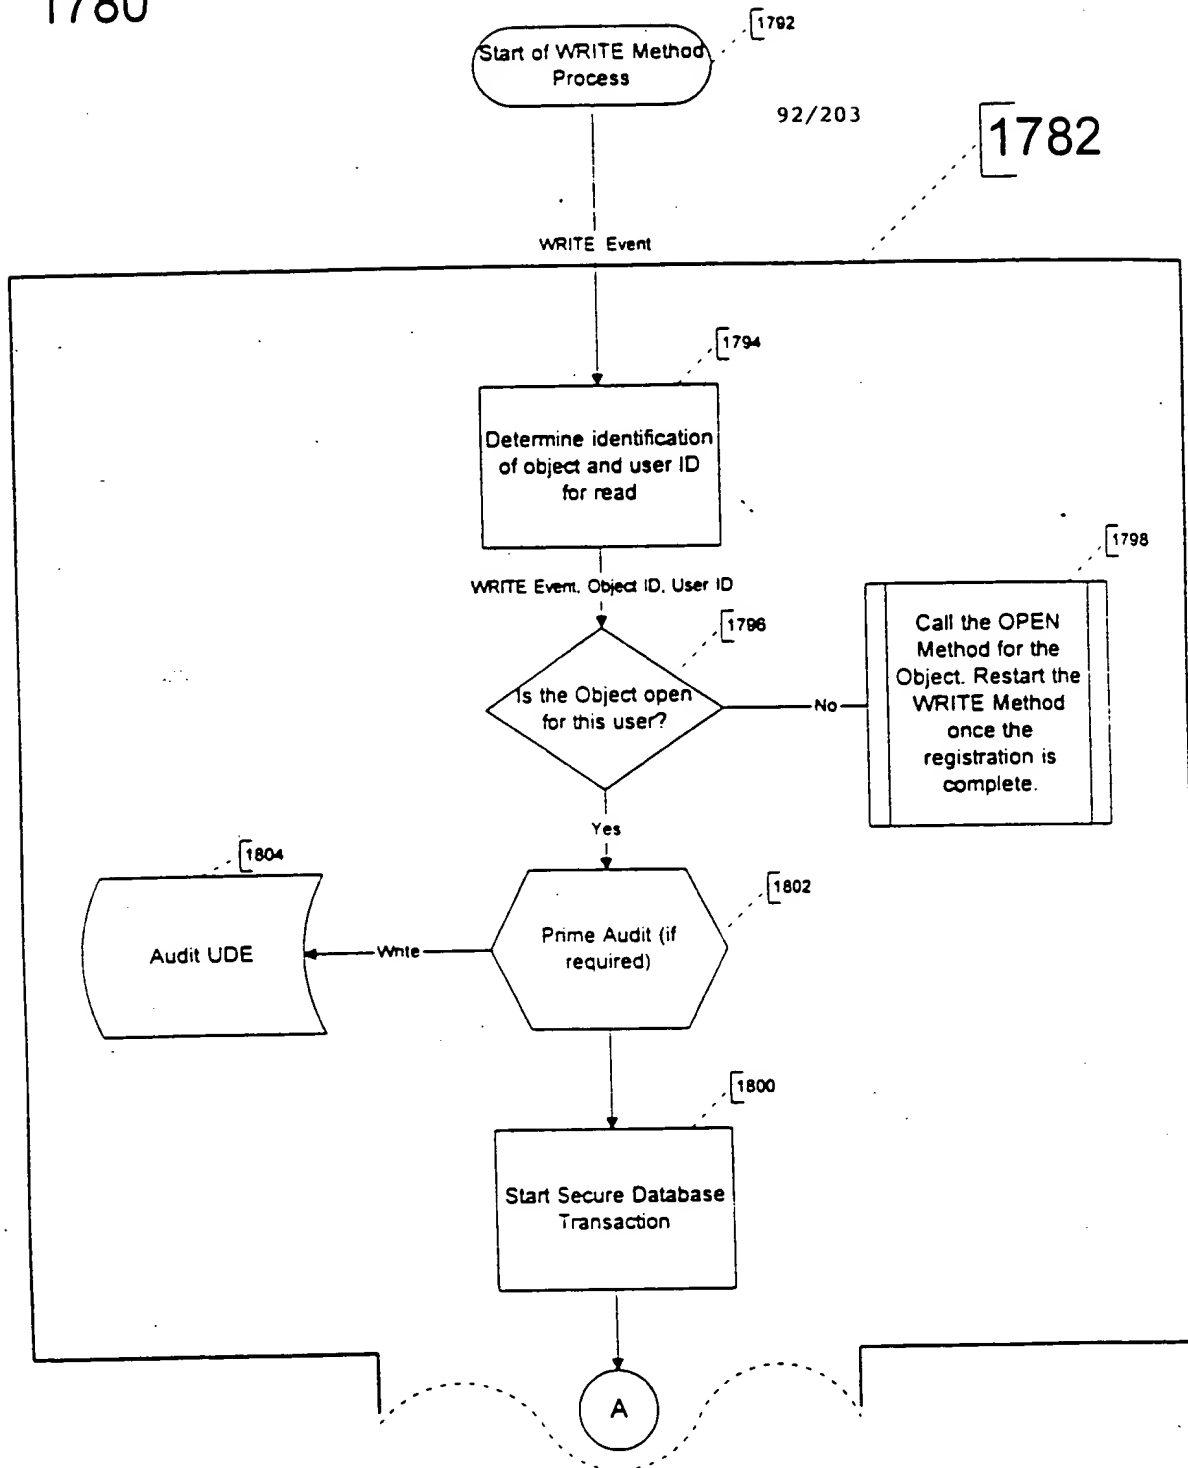 1780
Start of WRITE Method
Process
1792
92/203
1782
WRITE Event
1794
Determine identification
of object and user ID
for read
WRITE Event, Object ID, User ID
1796
1798
Is the Object open
for this user?
No
Call the OPEN
Method for the
Object. Restart the
WRITE Method
once the
registration is
complete.
Yes
1804
1802
Audit UDE
Write
Prime Audit (if
required)
1800
Start Secure Database
Transaction
A